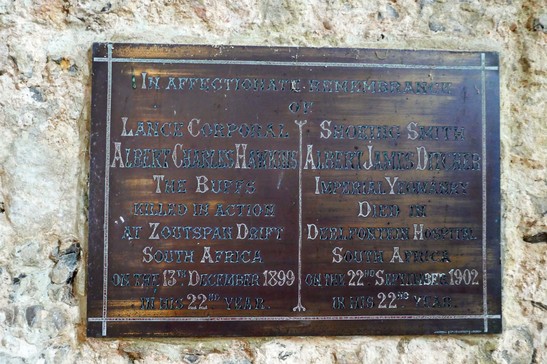 IN AFFECTIONATE REMEMBRANCE
OF
LANCE CORPORAL
ALBERT CHARLES
THE BUFFS
KILLED IN ACTION
AT ZOUTSPAN DRIFT
SOUTH AFRICA
ON THE 13TH DECEMBER 1899
IN HIS 22ND YEAR.
SHOEING SMITH
ALBERT JAMES
IMPERIAL YEOMANRY
DIED IN
DEELFONTEIN HOSPITAL
SOUTH AFRICA
ON THE 22ND SEPTEMBER 1902
IN HIS 22ND YEAR.